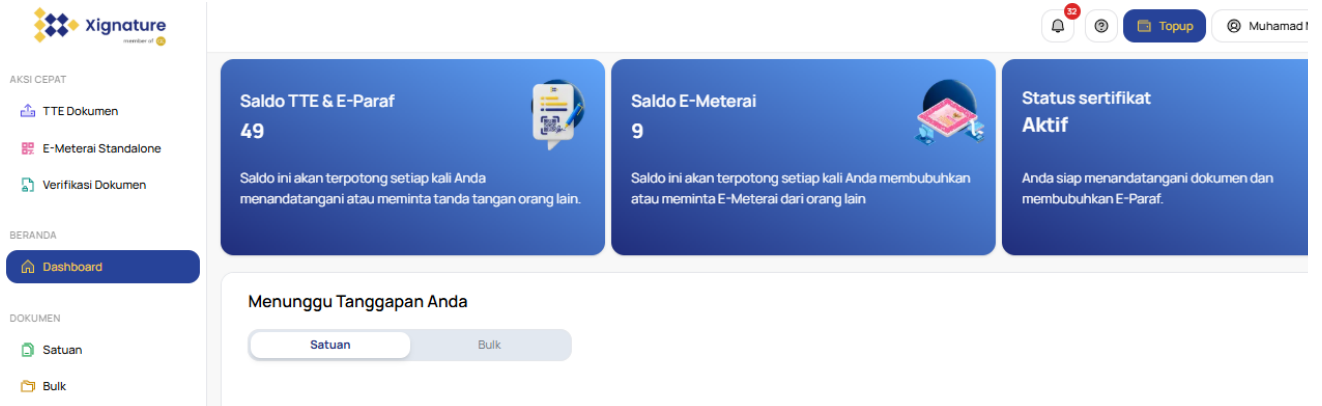 Xignature
member of
32
Topup
Muhamad
AKSI CEPAT
TTE Dokumen
E-Meterai Standalone
Verifikasi Dokumen
BERANDA
Dashboard
DOKUMEN
Satuan
Bulk
Saldo TTE & E-Paraf
49
Saldo ini akan terpotong setiap kali Anda
menandatangani atau meminta tanda tangan orang lain.
Saldo E-Meterai
9
Saldo ini akan terpotong setiap kali Anda membubuhkan
atau meminta E-Meterai dari orang lain
Status sertifikat
Aktif
Anda siap menandatangani dokumen dan
membubuhkan E-Paraf.
Menunggu Tanggapan Anda
Satuan
Bulk